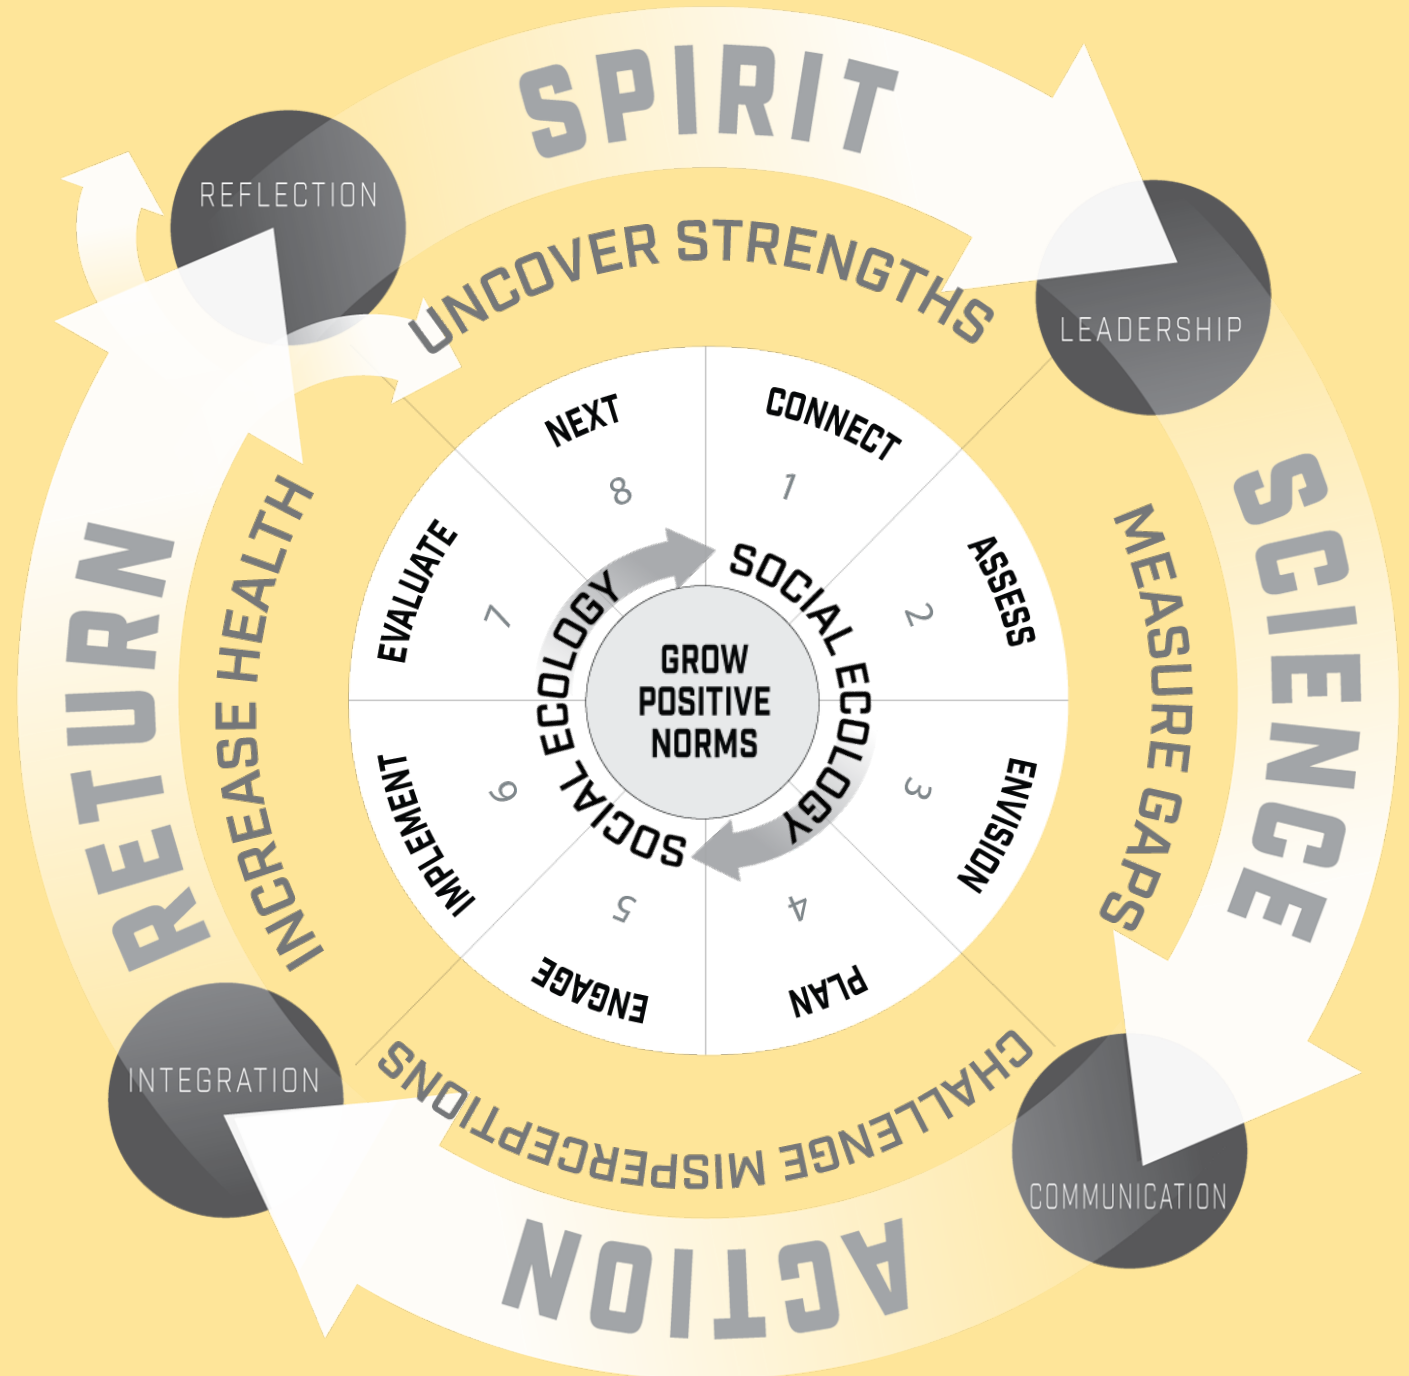 SPIRIT
REFLECTION
UNCOVER STRENGTHS
LEADERSHIP
SCIENCE
MEASURE GAPS
COMMUNICATION
ACTION
CHALLENGE MISPERCEPTIONS
INTEGRATION
RETURN
INCREASE HEALTH
CONNECT
1
ASSESS
2
ENVISION
3
PLAN
4
ENGAGE
5
IMPLEMENT
6
EVALUATE
7
NEXT
8
SOCIAL ECOLOGY
SOCIAL ECOLOGY
GROW
POSITIVE
NORMS